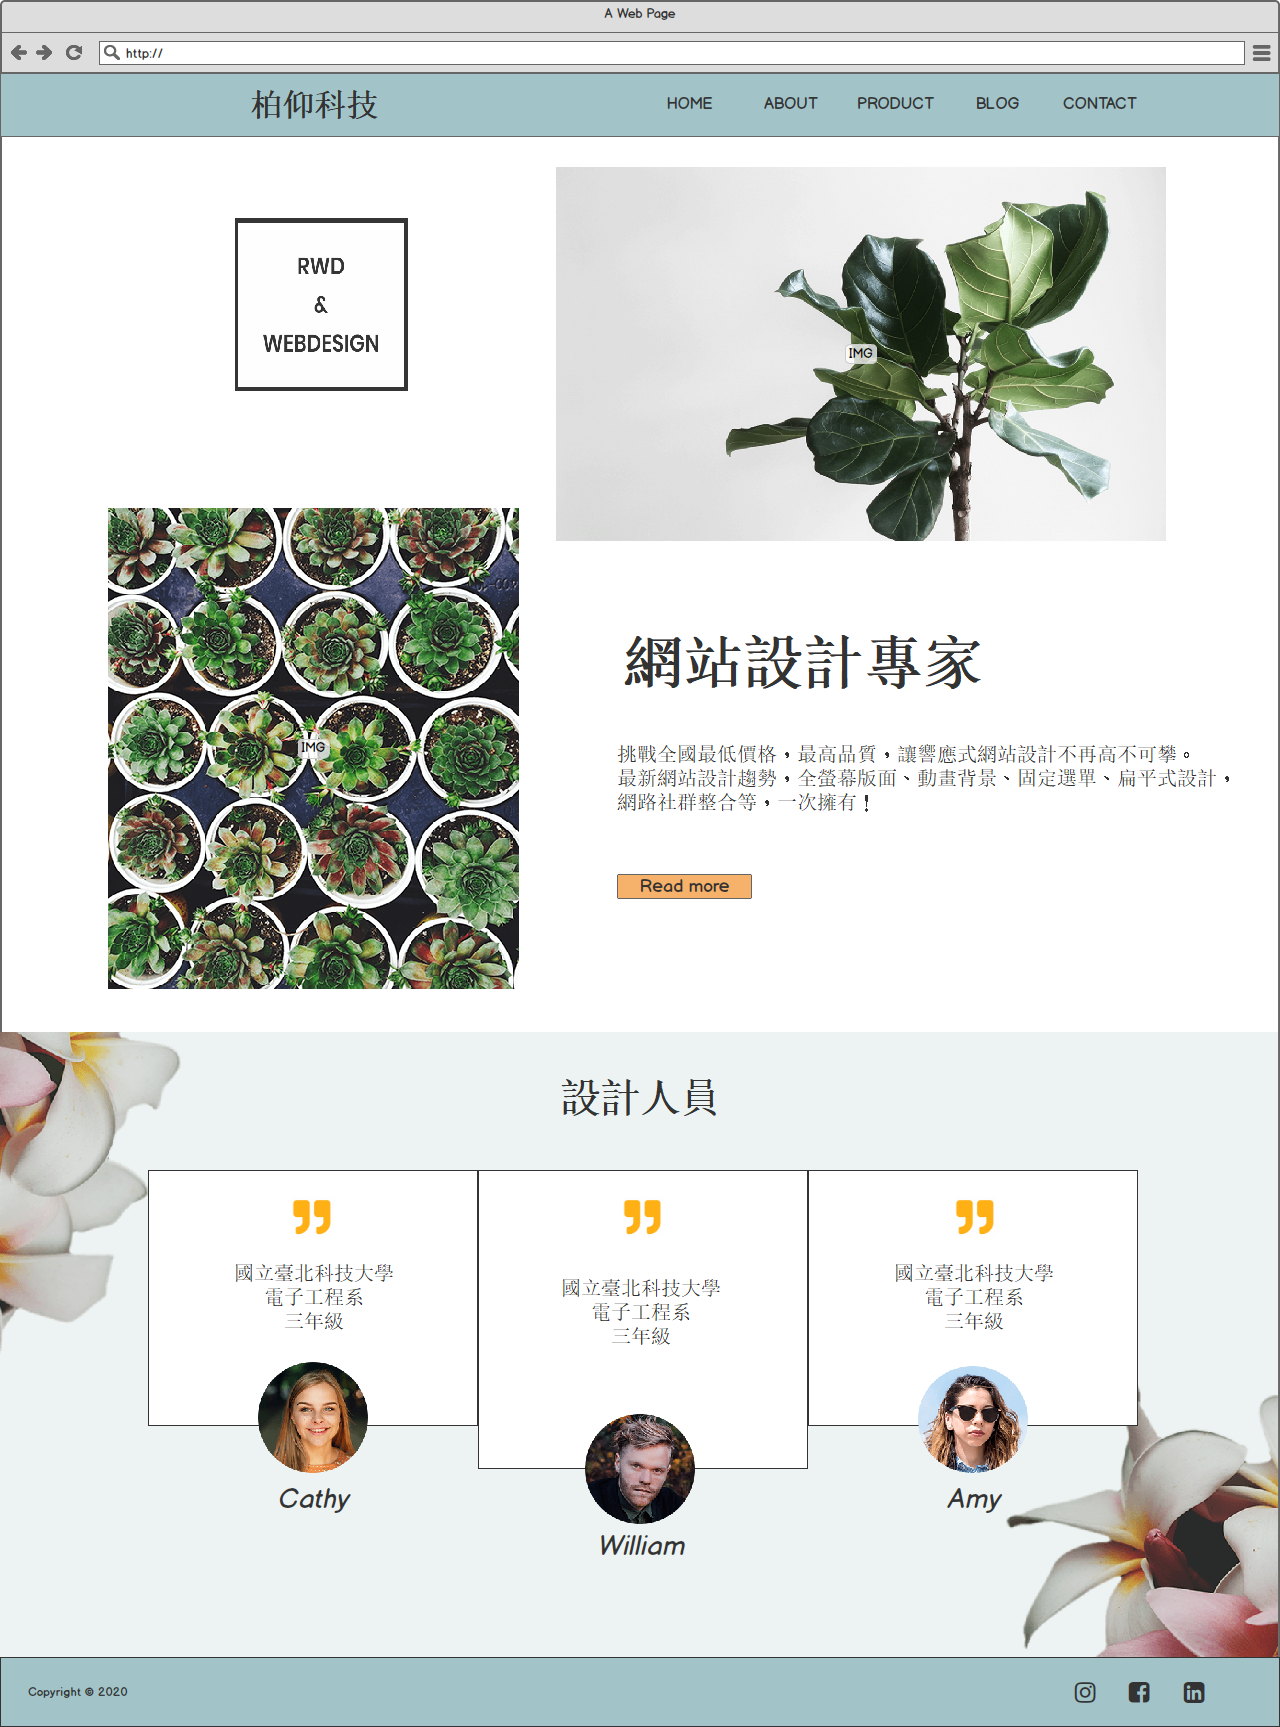 A Web Page
http://
柏仰科技
HOME ABOUT PRODUCT BLOG CONTACT
RWD
&
WEBDESIGN
IMG
IMG
網站設計專家
挑戰全國最低價格，最高品質，讓響應式網站設計不再高不可攀。
最新網站設計趨勢，全螢幕版面、動畫背景、固定選單、扁平式設計，
網路社群整合等，一次擁有！
Read more
設計人員
國立臺北科技大學
電子工程系
三年級
Cathy
國立臺北科技大學
電子工程系
三年級
William
國立臺北科技大學
電子工程系
三年級
Amy
Copyright © 2020